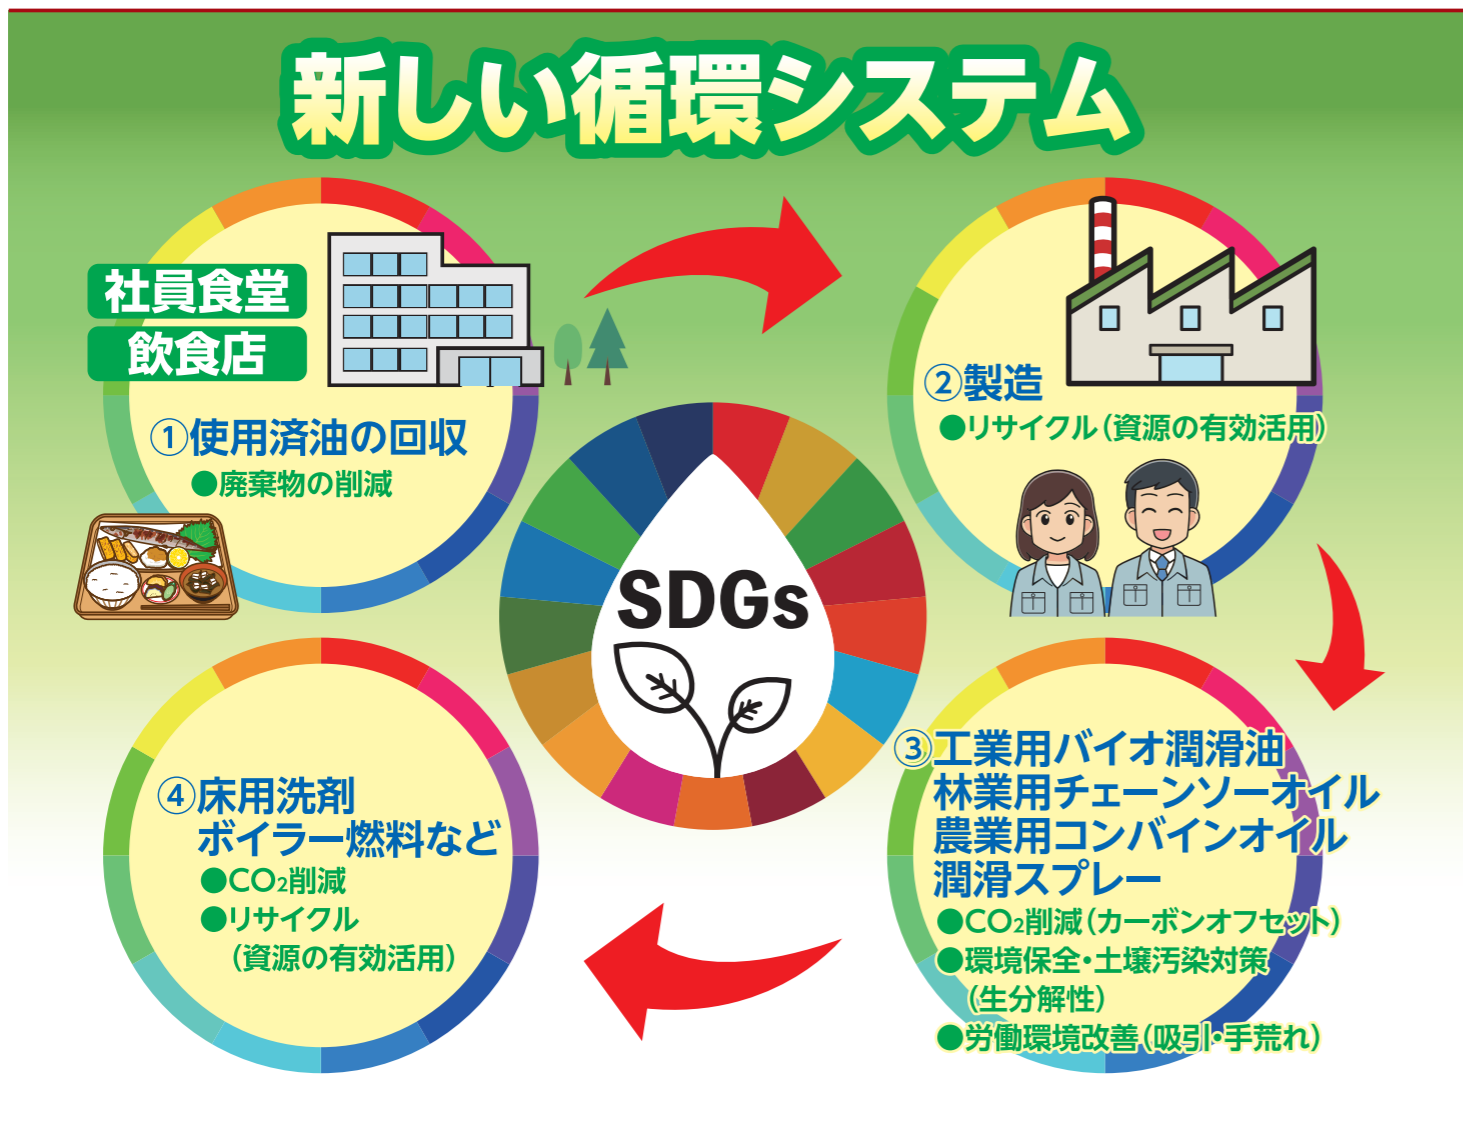 新しい循環システム
社員食堂
飲食店
①使用済油の回収
●廃棄物の削減
②製造
●リサイクル(資源の有効活用)
SDGs
③工業用バイオ潤滑油
林業用チェーンソーオイル
農業用コンバインオイル
潤滑スプレー
●CO₂削減(カーボンオフセット)
●環境保全・土壌汚染対策
(生分解性)
●労働環境改善(吸引・手荒れ)
④床用洗剤
ボイラー燃料など
●CO₂削減
●リサイクル
(資源の有効活用)